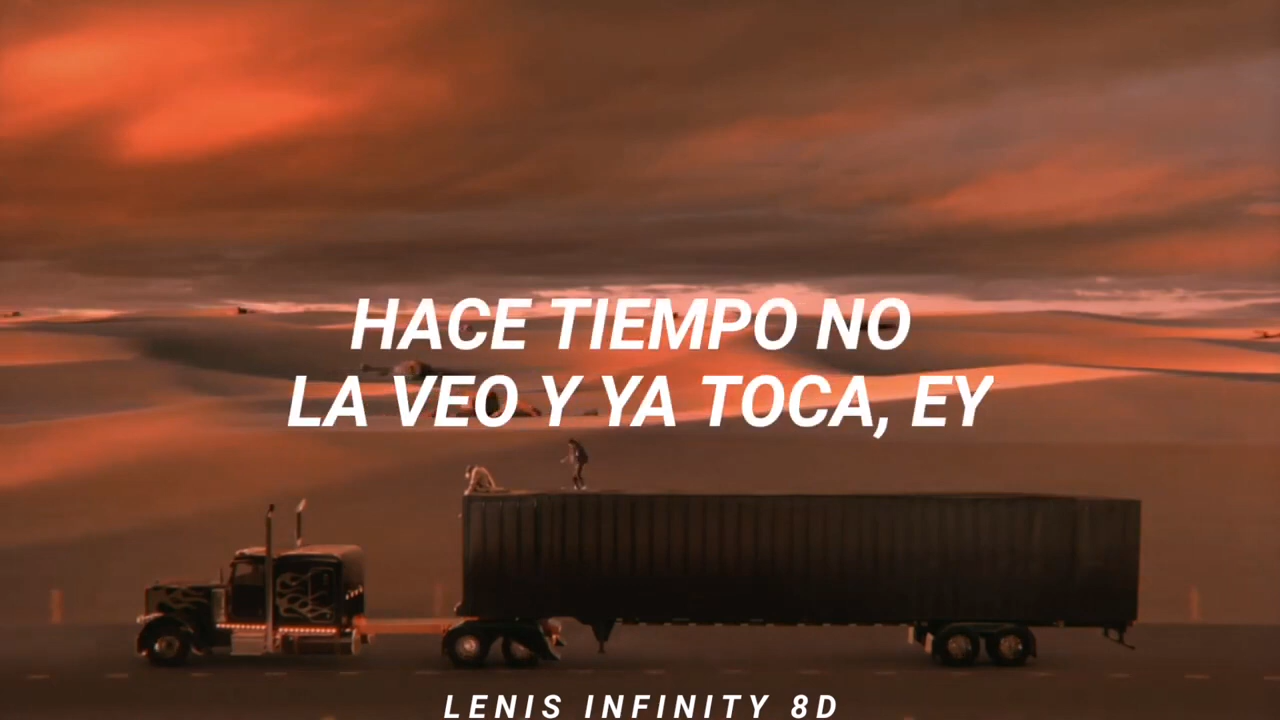 HACE TIEMPO NO
LA VEO Y YA TOCA, EY
LENIS INFINITY 8D